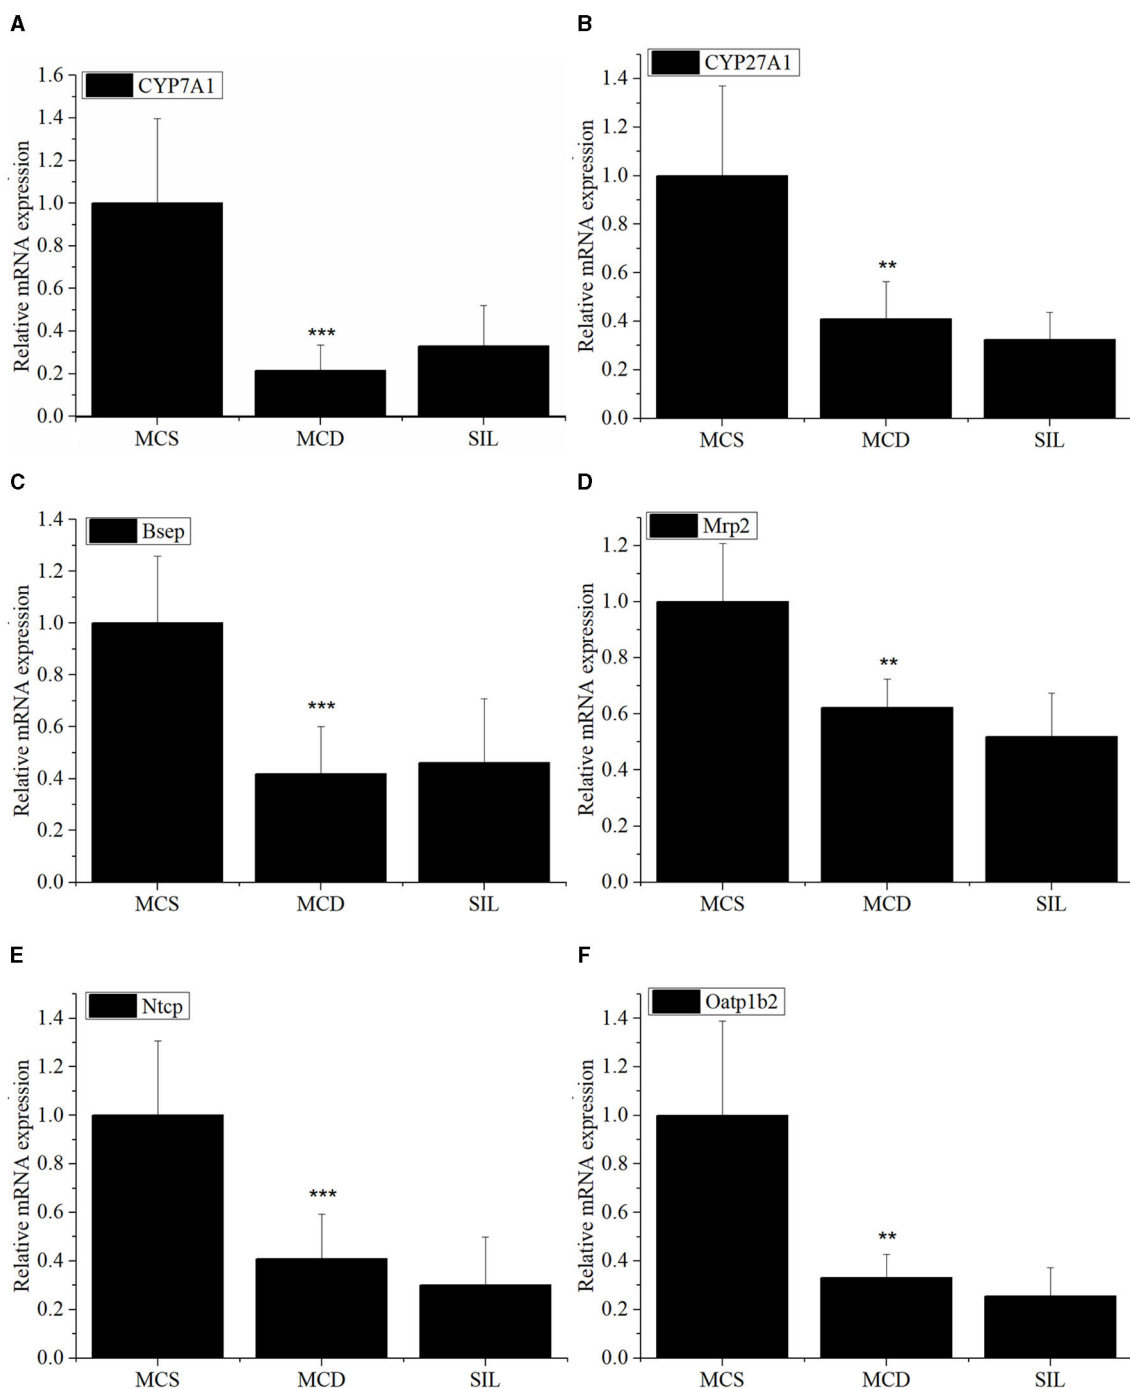 A
CYP7A1
Relative mRNA expression
1.6
1.4
1.2
1.0
0.8
0.6
0.4
0.2
0.0
***
MCS MCD SIL
B
CYP27A1
Relative mRNA expression
1.4
1.2
1.0
0.8
0.6
0.4
0.2
0.0
**
MCS MCD SIL
C
Bsep
Relative mRNA expression
1.4
1.2
1.0
0.8
0.6
0.4
0.2
0.0
***
MCS MCD SIL
D
Mrp2
Relative mRNA expression
1.2
1.0
0.8
0.6
0.4
0.2
0.0
**
MCS MCD SIL
E
Ntcp
Relative mRNA expression
1.4
1.2
1.0
0.8
0.6
0.4
0.2
0.0
***
MCS MCD SIL
F
Oatp1b2
Relative mRNA expression
1.4
1.2
1.0
0.8
0.6
0.4
0.2
0.0
**
MCS MCD SIL